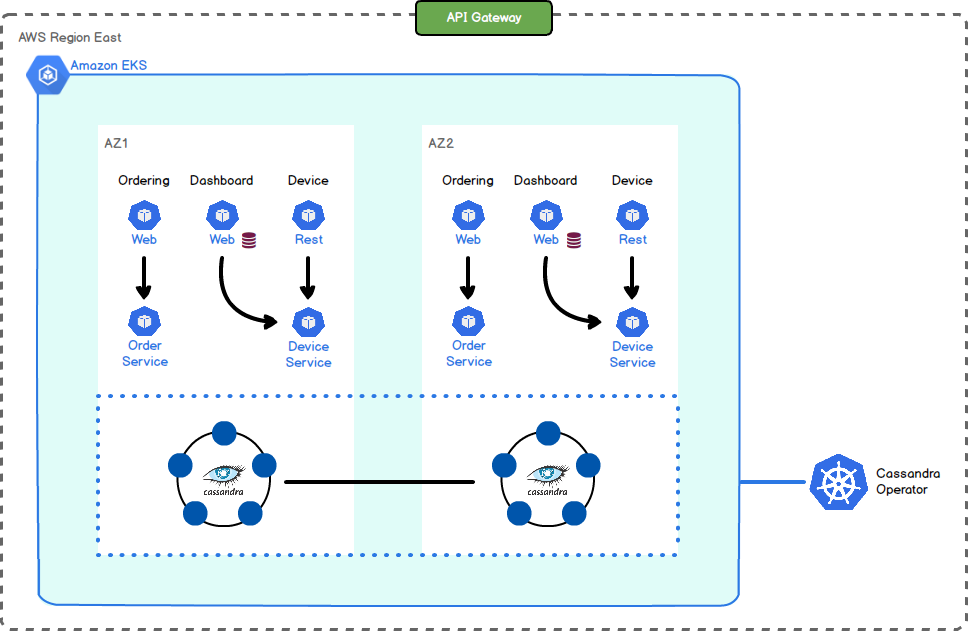 API Gateway
AWS Region East
Amazon EKS
AZ1
Ordering Dashboard Device
Web Web Rest
Order
Service
Device
Service
AZ2
Ordering Dashboard Device
Web Web Rest
Order
Service
Device
Service
cassandra
cassandra
Cassandra
Operator